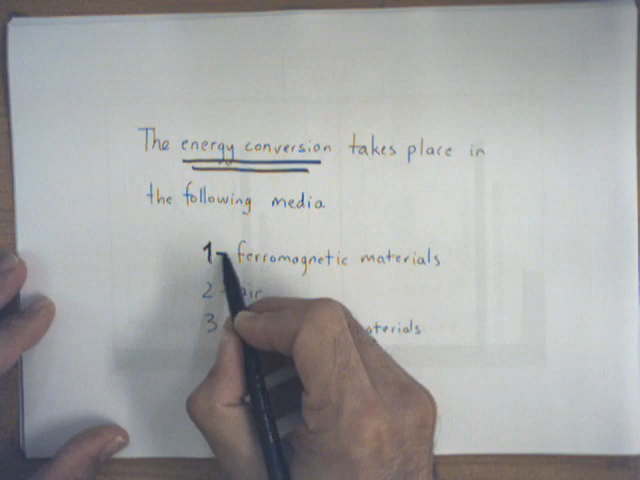 The energy conversion takes place in
the following media
1- ferromagnetic materials
2- air
3